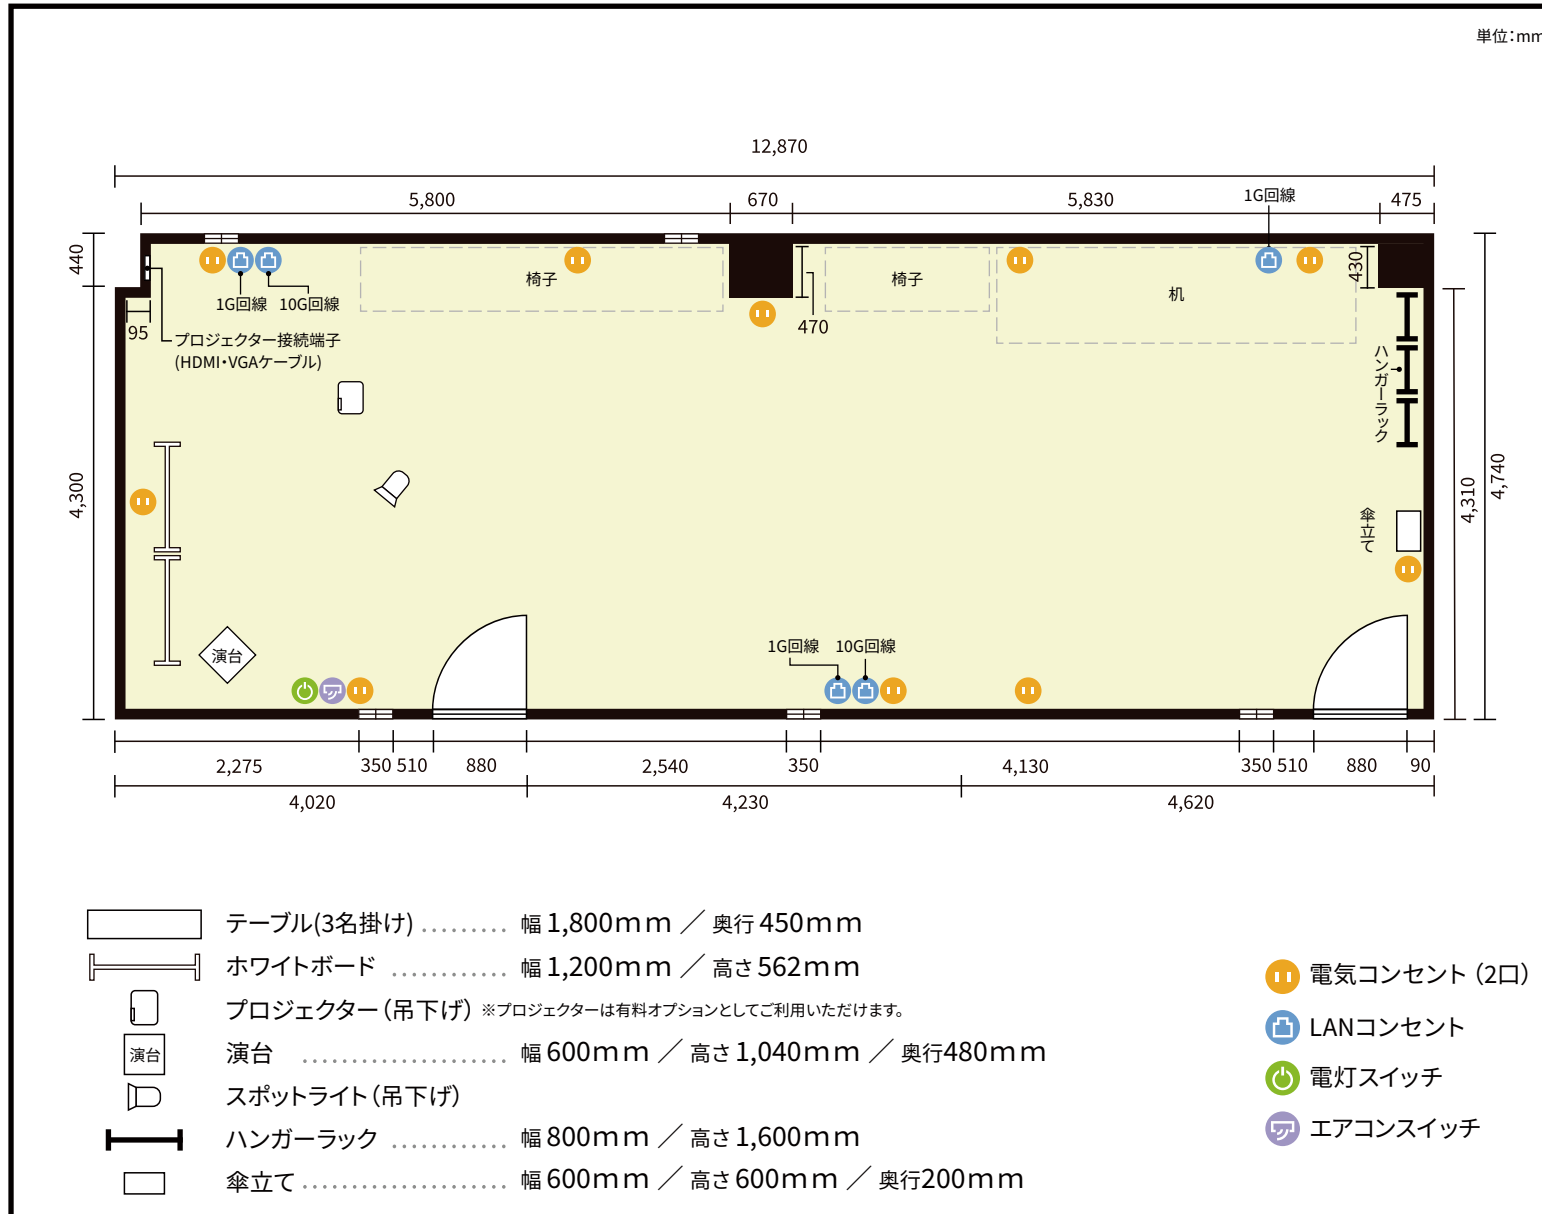 単位：mm
12,870
5,800
670
5,830
1G回線
475
440
椅子
椅子
机
430
1G回線
10G回線
470
95
プロジェクター接続端子
(HDMI・VGAケーブル)
ハンガーラック
4,300
4,740
4,310
傘立て
演台
1G回線
10G回線
2,275
350
510
880
2,540
350
4,130
350
510
880
90
4,020
4,230
4,620
テーブル(3名掛け) ......... 幅 1,800mm ／ 奥行 450mm
ホワイトボード ............ 幅 1,200mm ／ 高さ 562mm
プロジェクター（吊下げ） ※プロジェクターは有料オプションとしてご利用いただけます。
演台 演台 ..................... 幅 600mm ／ 高さ 1,040mm ／ 奥行480mm
スポットライト（吊下げ）
ハンガーラック ............ 幅 800mm ／ 高さ 1,600mm
傘立て ..................... 幅 600mm ／ 高さ 600mm ／ 奥行200mm
電気コンセント（2口）
LANコンセント
電灯スイッチ
エアコンスイッチ